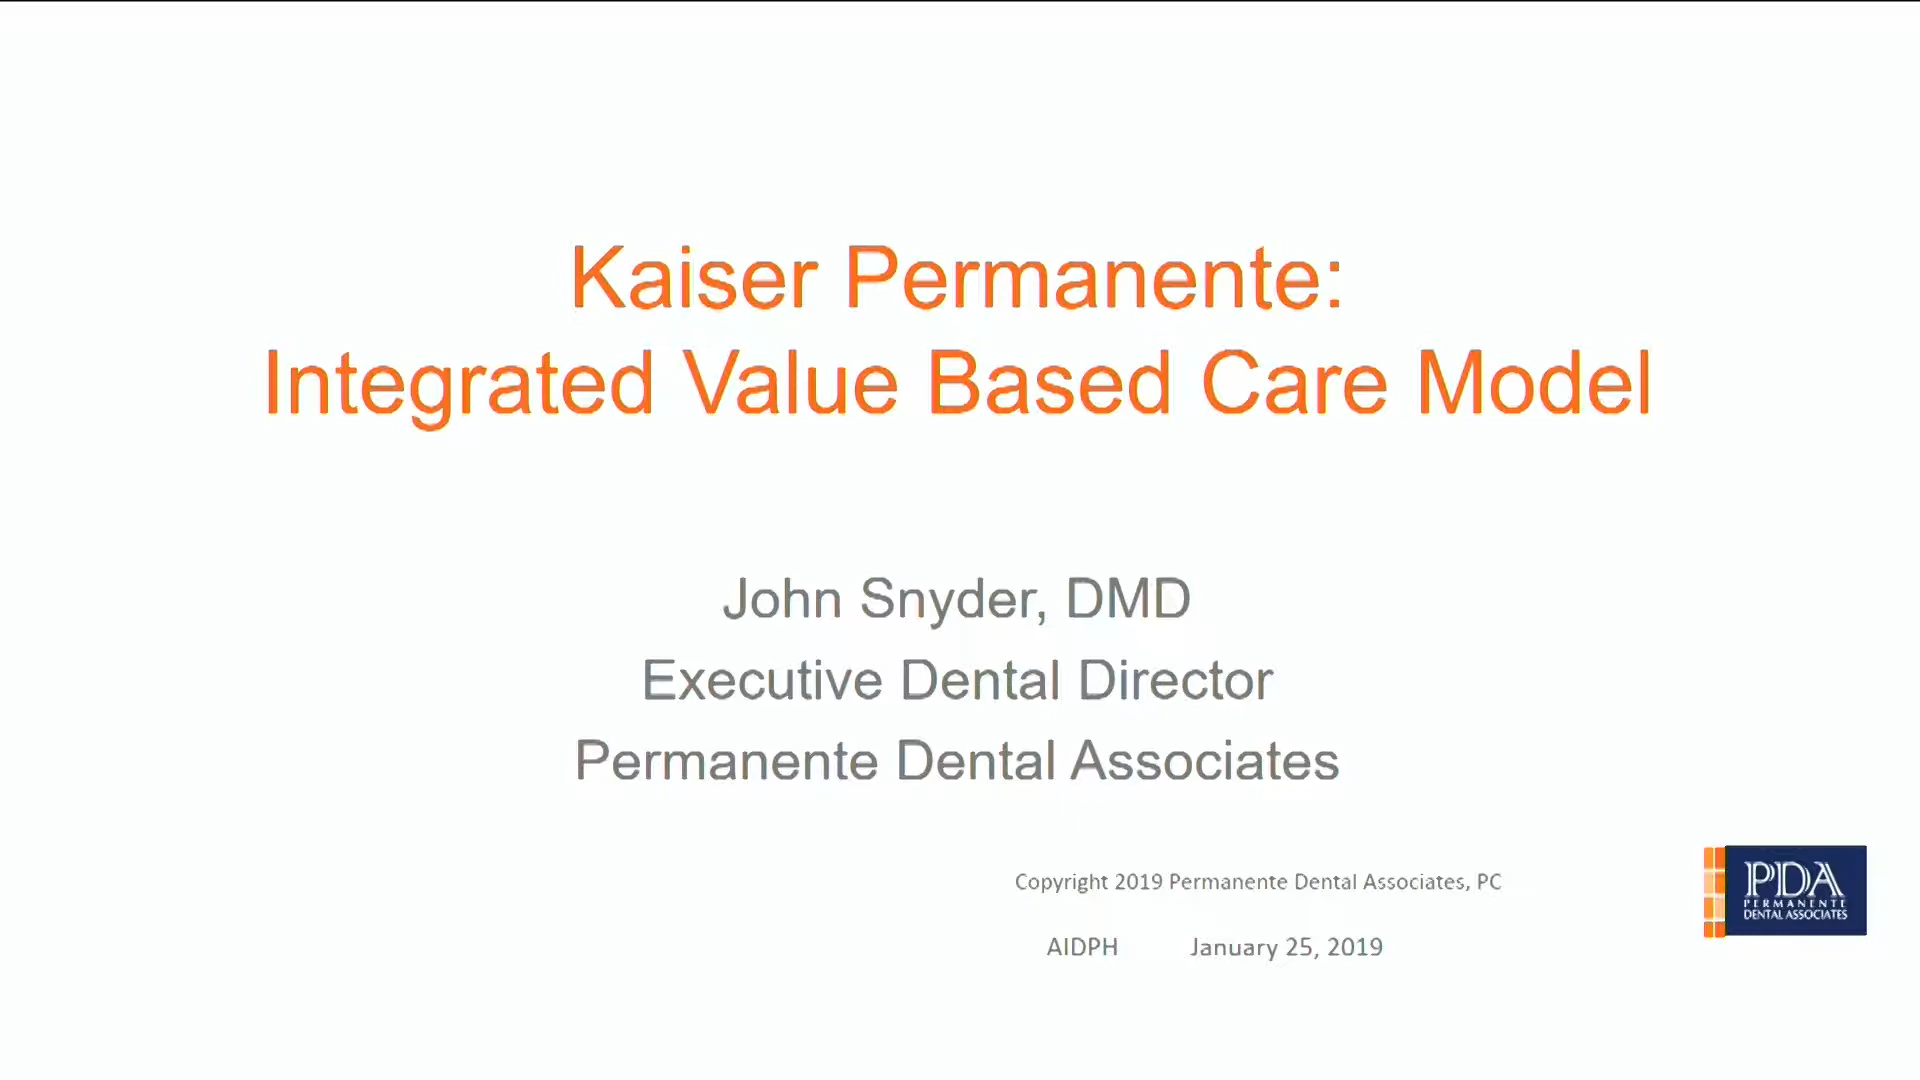 Kaiser Permanente:
Integrated Value Based Care Model
John Snyder, DMD
Executive Dental Director
Permanente Dental Associates
Copyright 2019 Permanente Dental Associates, PC
PDA
PERMANENTE
DENTAL ASSOCIATES
AIDPH January 25, 2019